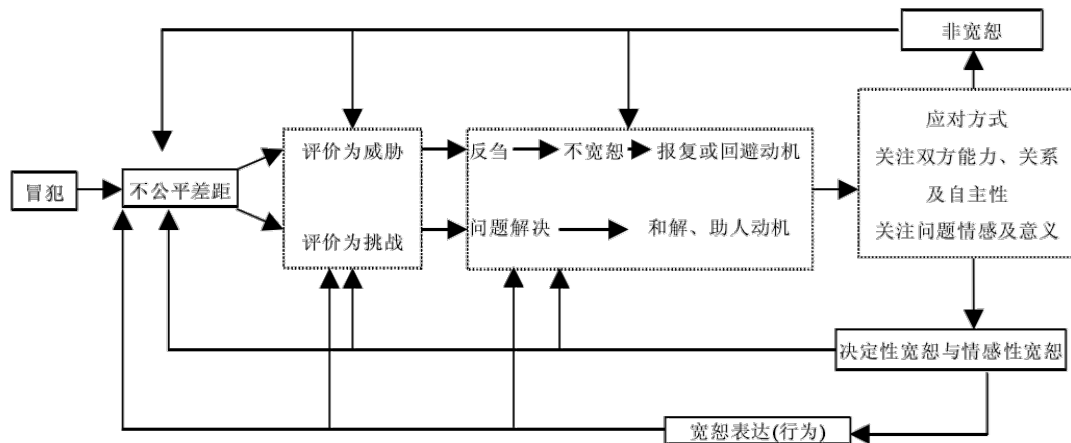 非宽恕
应对方式
关注双方能力、关系
及自主性
关注问题情感及意义
评价为威胁
反刍
不宽恕
报复或回避动机
冒犯
不公平差距
评价为挑战
问题解决
和解、助人动机
决定性宽恕与情感性宽恕
宽恕表达(行为)